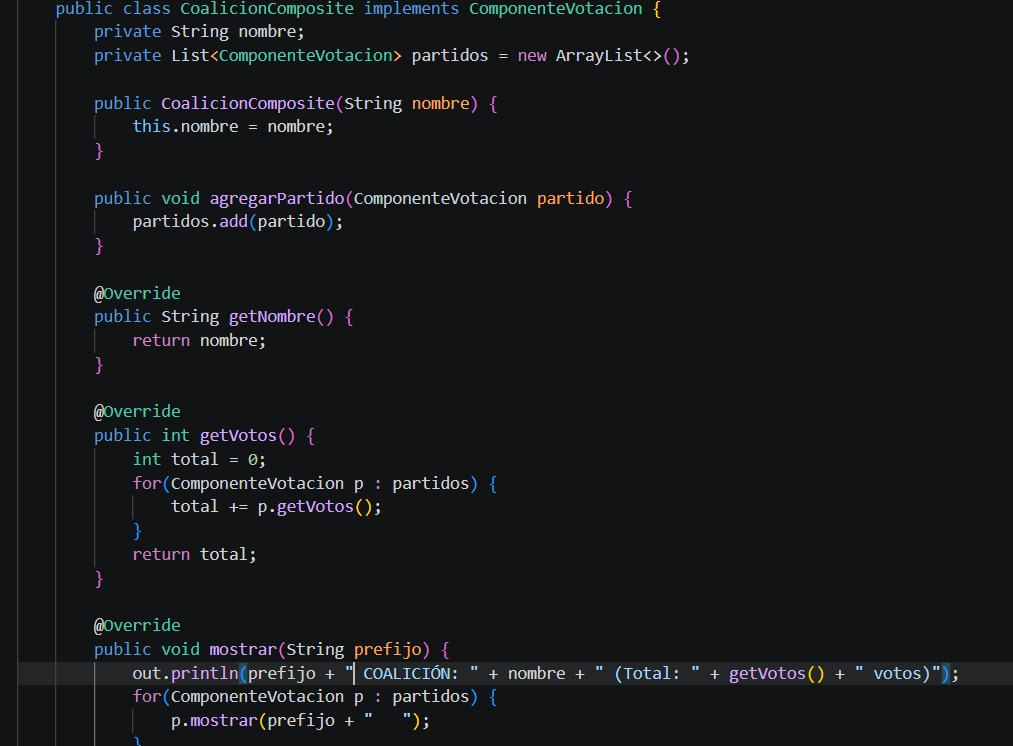 public class CoalicionComposite implements ComponenteVotacion {
private String nombre;
private List<ComponenteVotacion> partidos = new ArrayList<>();
public CoalicionComposite(String nombre) {
this.nombre = nombre;
}
public void agregarPartido(ComponenteVotacion partido) {
partidos.add(partido);
}
@Override
public String getNombre() {
return nombre;
}
@Override
public int getVotos() {
int total = 0;
for(ComponenteVotacion p : partidos) {
total += p.getVotos();
}
return total;
}
@Override
public void mostrar(String prefijo) {
out.println(prefijo + " COALICIÓN: " + nombre + " (Total: " + getVotos() + " votos)");
for(ComponenteVotacion p : partidos) {
p.mostrar(prefijo + "   ");
}